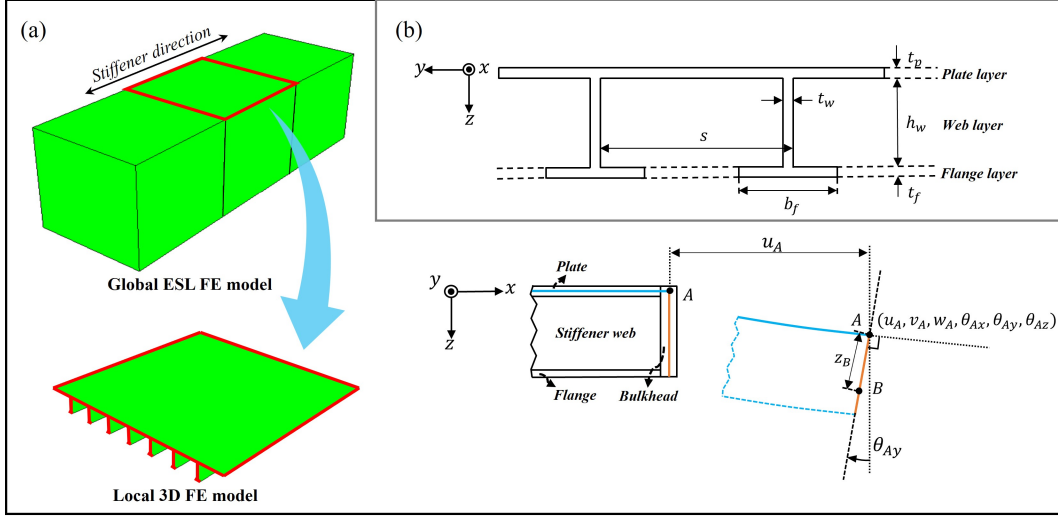 (a)
Stiffener direction
Global ESL FE model
Local 3D FE model
(b)
y x
z
t_p
Plate layer
t_w
h_w
Web layer
s
Flange layer
b_f
t_f
u_A
Plate
y x
z
A
Stiffener web
Flange
Bulkhead
A (u_A, v_A, w_A, θ_Ax, θ_Ay, θ_Az)
z_B
B
θ_Ay